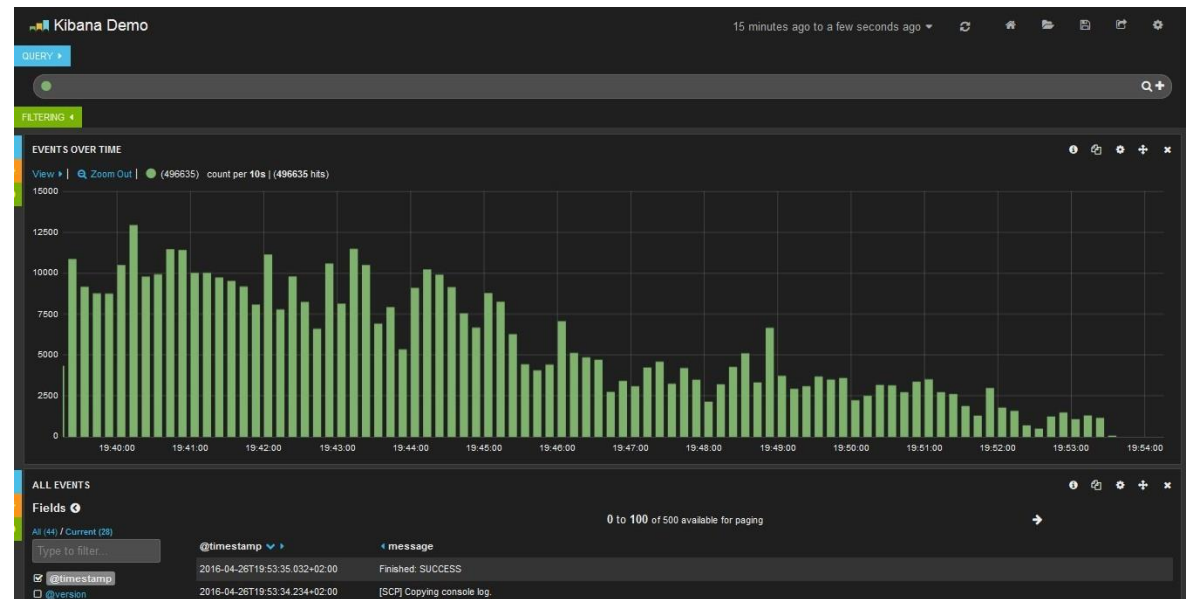 Kibana Demo
15 minutes ago to a few seconds ago
QUERY
FILTERING
EVENTS OVER TIME
View | Zoom Out | (496635) count per 10s | (496635 hits)
15000
12500
10000
7500
5000
2500
0
19:40:00 19:41:00 19:42:00 19:43:00 19:44:00 19:45:00 19:46:00 19:47:00 19:48:00 19:49:00 19:50:00 19:51:00 19:52:00 19:53:00 19:54:00
ALL EVENTS
Fields
0 to 100 of 500 available for paging
All (44) / Current (28)
Type to filter...
@timestamp message
2016-04-26T19:53:35.032+02:00 Finished: SUCCESS
@timestamp
2016-04-26T19:53:34.234+02:00 [SCP] Copying console log.
@version